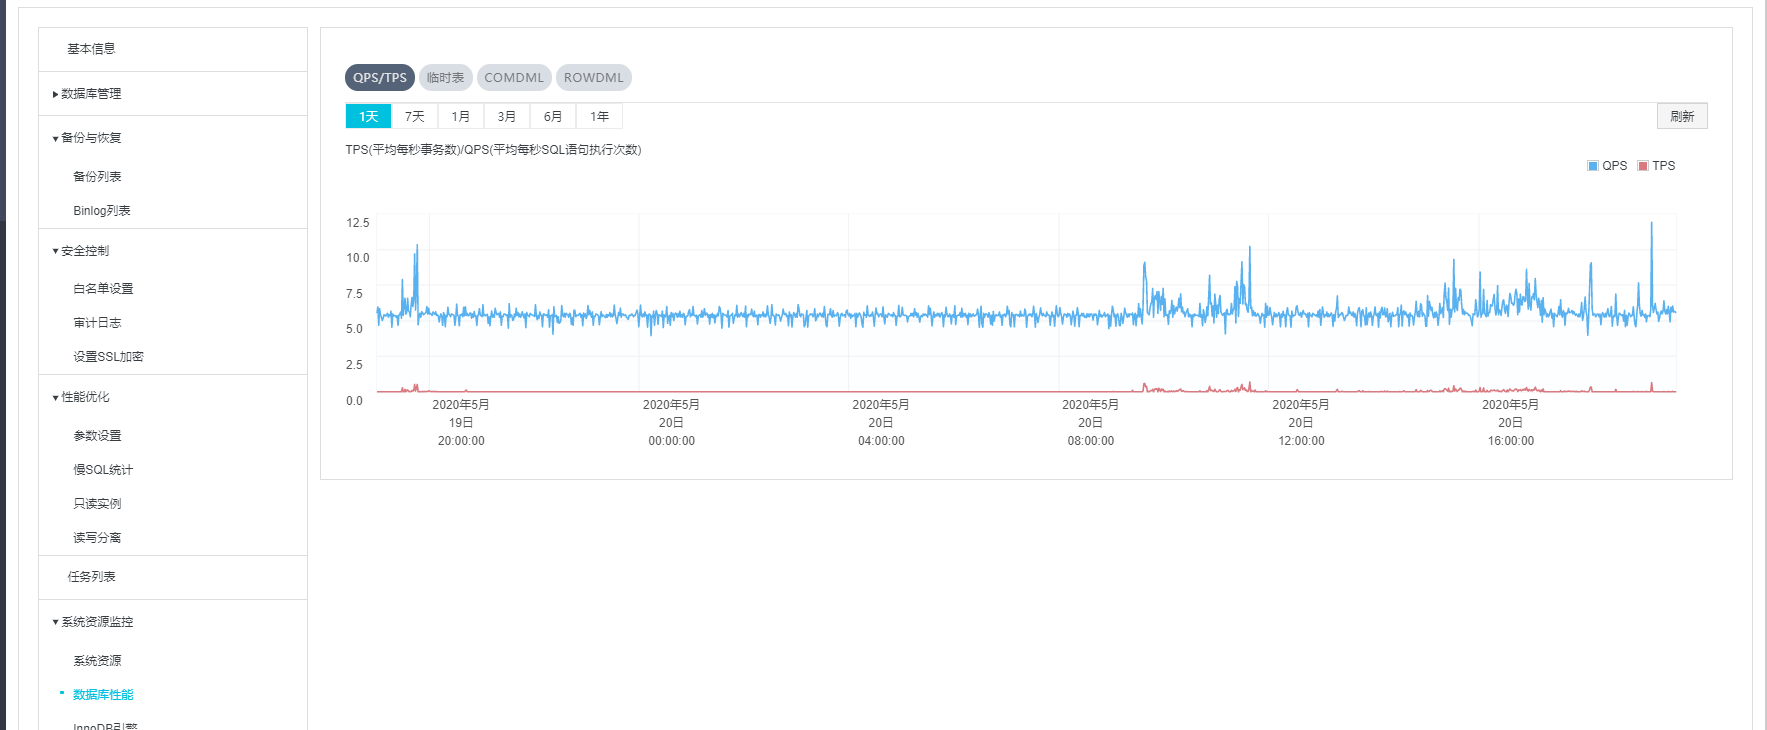 基本信息
数据库管理
备份与恢复
备份列表
Binlog列表
安全控制
白名单设置
审计日志
设置SSL加密
性能优化
参数设置
慢SQL统计
只读实例
读写分离
任务列表
系统资源监控
系统资源
数据库性能
InnoDB引擎
QPS/TPS 临时表 COMDML ROWDML
1天 7天 1月 3月 6月 1年 刷新
TPS(平均每秒事务数)/QPS(平均每秒SQL语句执行次数)
QPS TPS
12.5
10.0
7.5
5.0
2.5
0.0
2020年5月
19日
20:00:00
2020年5月
20日
00:00:00
2020年5月
20日
04:00:00
2020年5月
20日
08:00:00
2020年5月
20日
12:00:00
2020年5月
20日
16:00:00